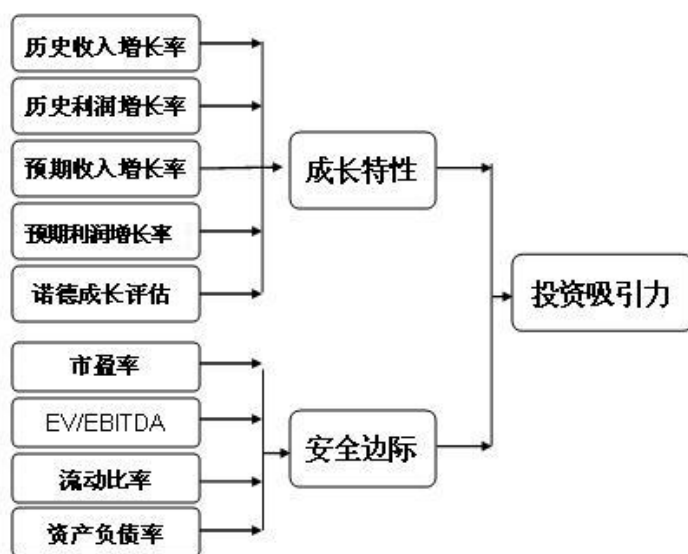 历史收入增长率
历史利润增长率
预期收入增长率
预期利润增长率
诺德成长评估
成长特性
市盈率
EV/EBITDA
流动比率
资产负债率
安全边际
投资吸引力